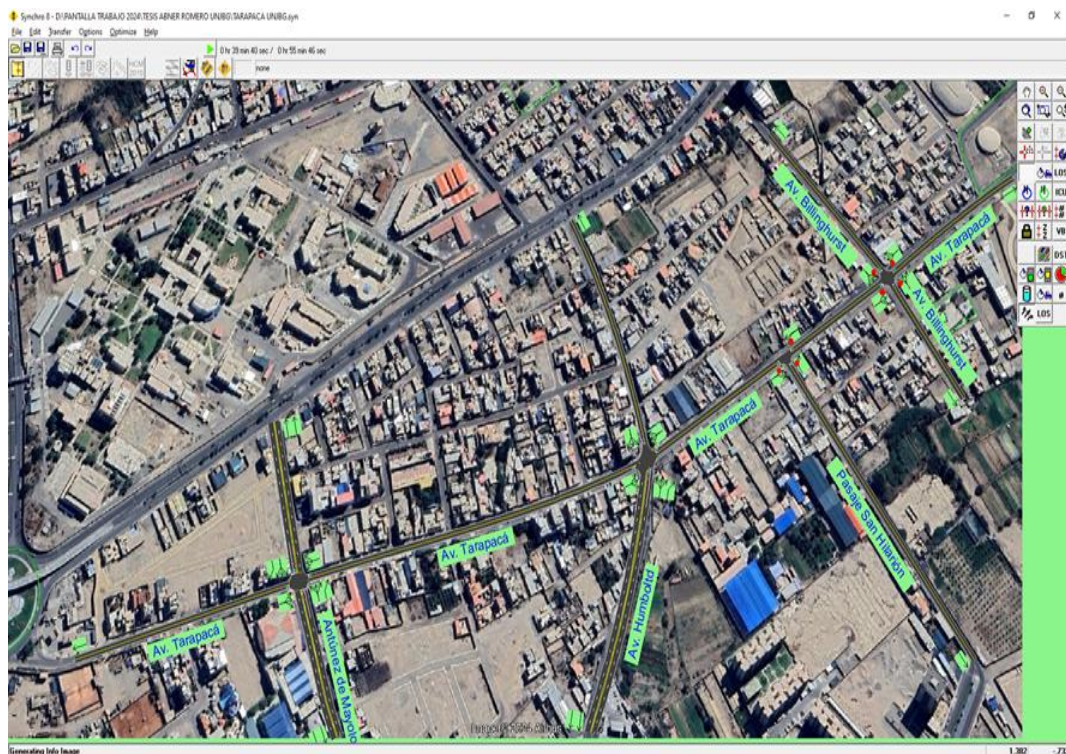 Synchro 8 - D:\PANTALLA TRABAJO 2024\TESIS ABNER ROMERO UNJBG\TARAPACA UNJBG.syn
File Edit Transfer Options Optimize Help
0 hr 39 min 40 sec / 0 hr 55 min 46 sec
HCM
none
Av. Billinghurst
Av. Tarapacá
Av. Billinghurst
Av. Tarapacá
Pasaje San Hilarión
Av. Tarapacá
Av. Humboltd
Av. Tarapacá
Antúnez de Mayolo
LOS
ICU
VB
DST
ø
LOS
Generating Info Image